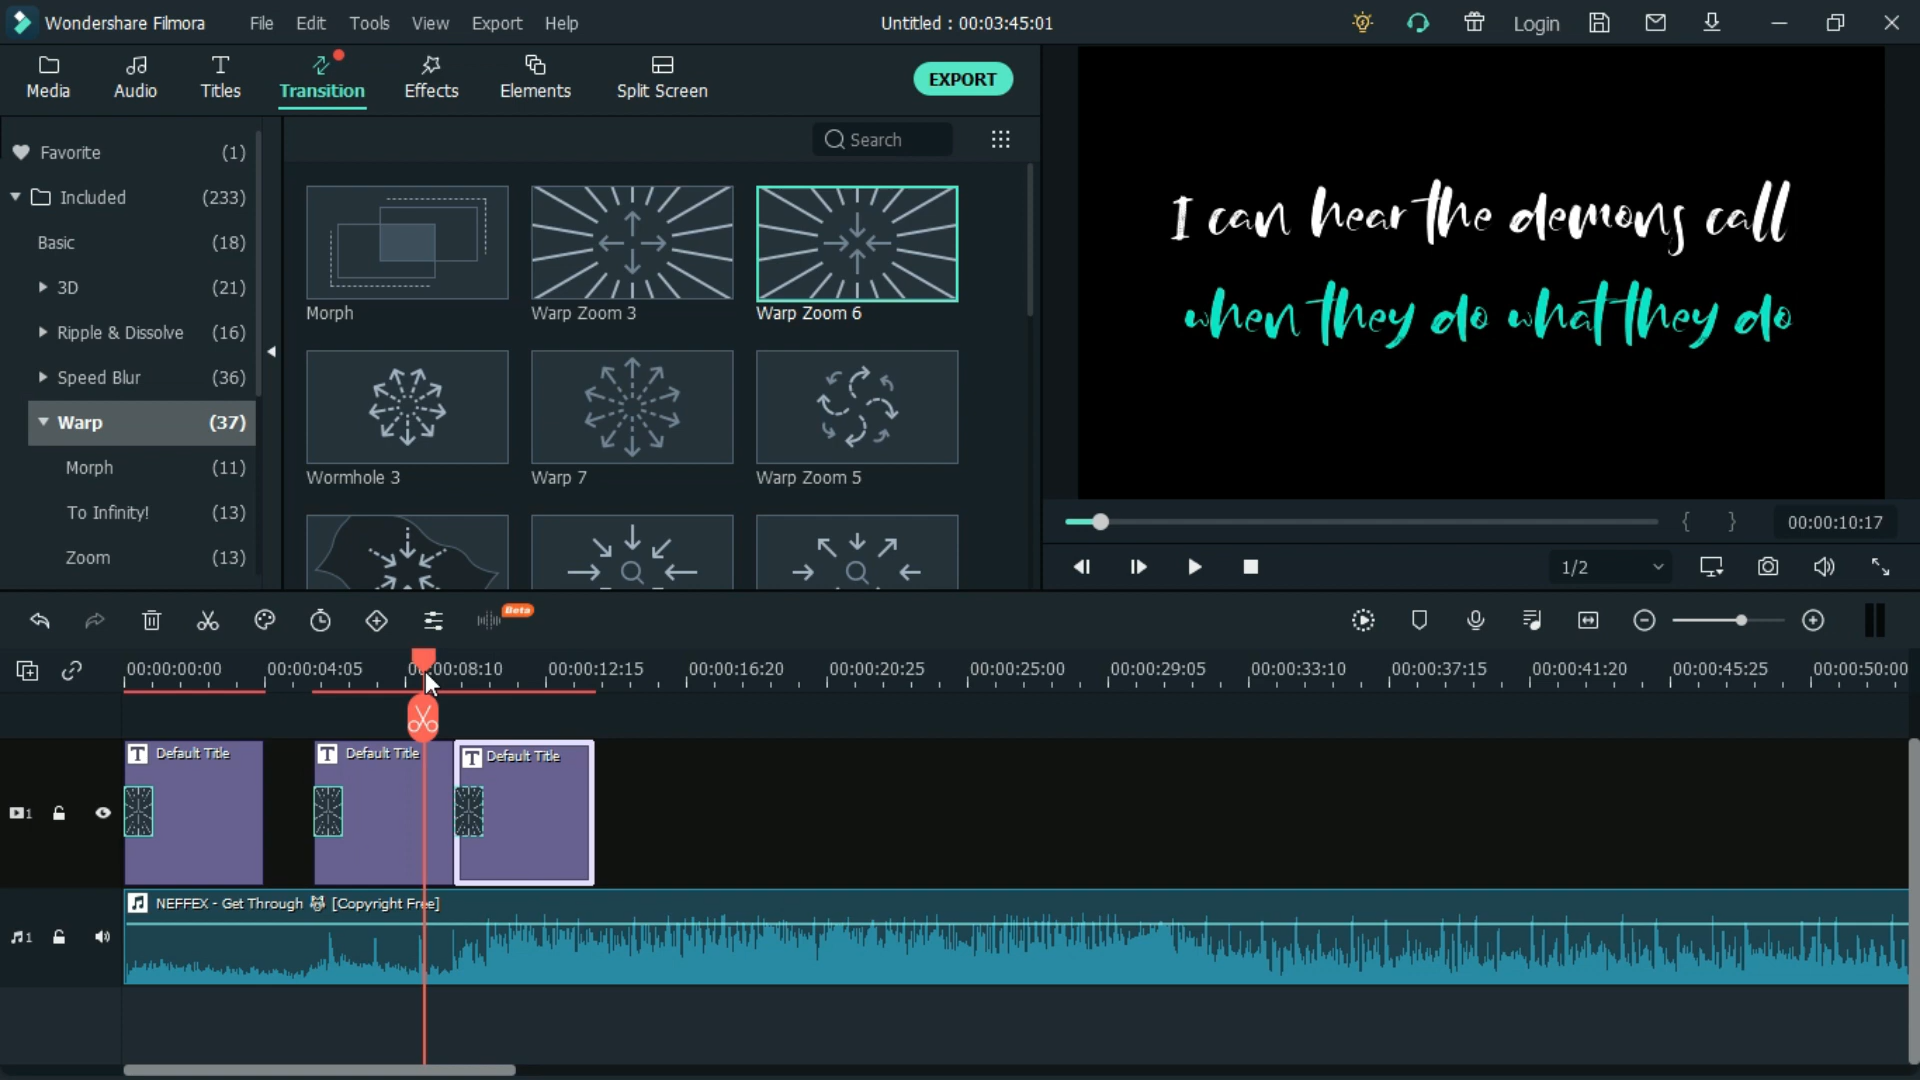 Wondershare Filmora
File
Edit
Tools
View
Export
Help
Untitled : 00:03:45:01
Login
Media
Audio
Titles
Transition
Effects
Elements
Split Screen
EXPORT
Favorite (1)
Included (233)
Basic (18)
3D (21)
Ripple & Dissolve (16)
Speed Blur (36)
Warp (37)
Morph (11)
To Infinity! (13)
Zoom (13)
Search
Morph
Warp Zoom 3
Warp Zoom 6
Wormhole 3
Warp 7
Warp Zoom 5
I can hear the demons call
when they do what they do
{ }
00:00:10:17
1/2
Beta
00:00:00:00
00:00:04:05
00:00:08:10
00:00:12:15
00:00:16:20
00:00:20:25
00:00:25:00
00:00:29:05
00:00:33:10
00:00:37:15
00:00:41:20
00:00:45:25
00:00:50:00
T Default Title
T Default Title
T Default Title
1
NEFFEX - Get Through 😈 [Copyright Free]
1